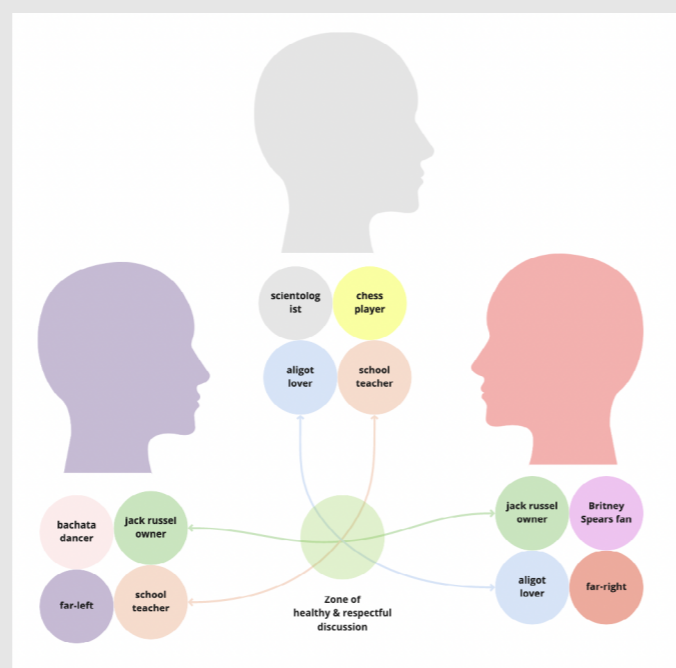 scientolog
ist
chess
player
aligot
lover
school
teacher
bachata
dancer
jack russel
owner
far-left
school
teacher
jack russel
owner
Britney
Spears fan
aligot
lover
far-right
Zone of
healthy & respectful
discussion